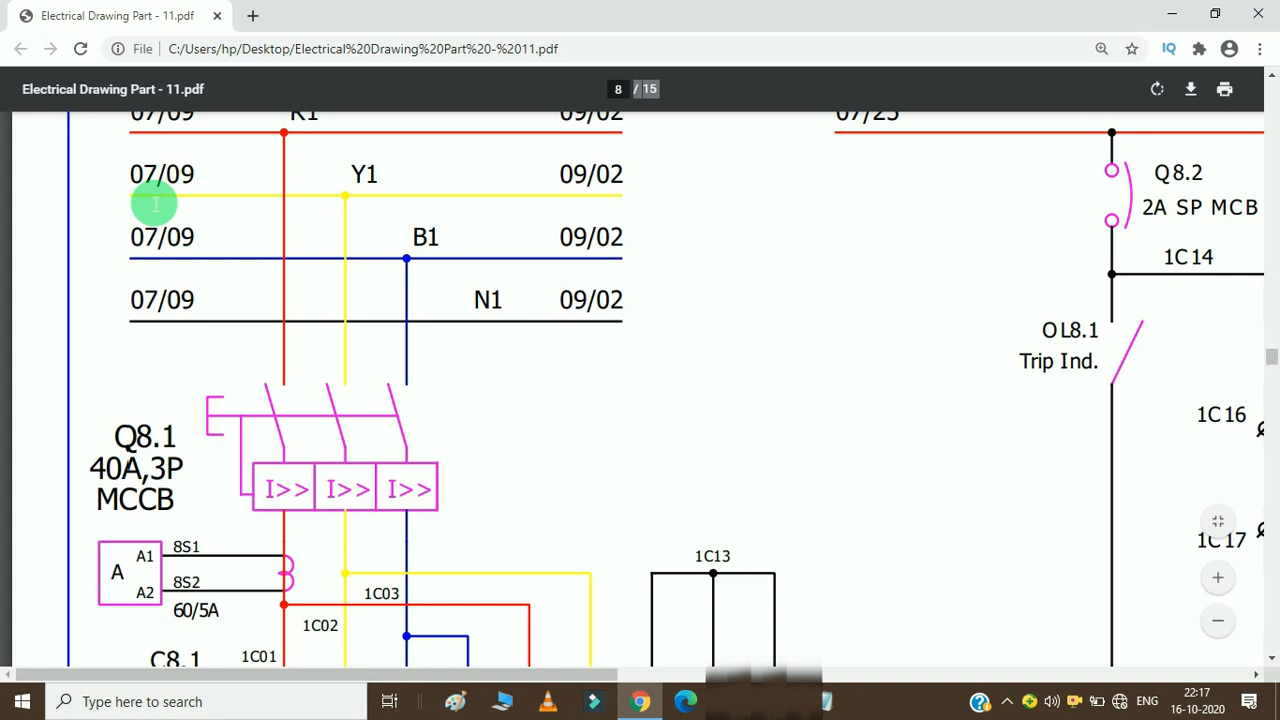 Electrical Drawing Part - 11.pdf
File C:/Users/hp/Desktop/Electrical%20Drawing%20Part%20-%2011.pdf IQ
Electrical Drawing Part - 11.pdf 8 / 15
07/09 R1 09/02 07/25
07/09 Y1 09/02
07/09 B1 09/02
07/09 N1 09/02
Q8.2
2A SP MCB
1C14
OL8.1
Trip Ind.
1C16
1C17
Q8.1
40A,3P
MCCB
I>> I>> I>>
A A1 8S1
A2 8S2
60/5A
1C03
1C02
C8.1 1C01
1C13
Type here to search
ENG
22:17
16-10-2020